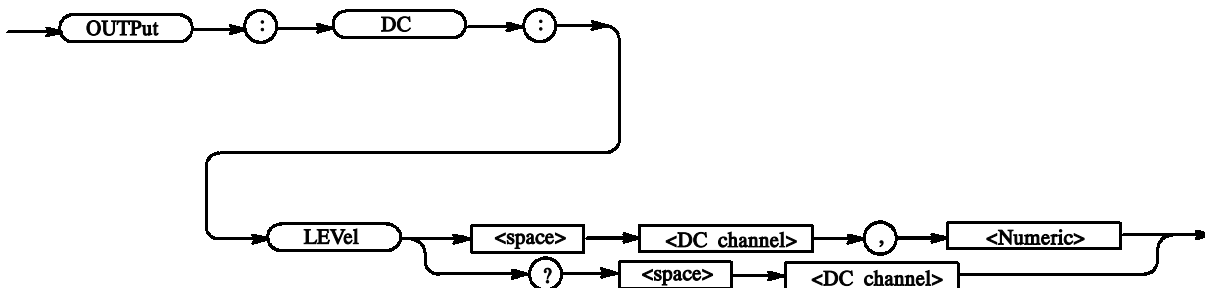 OUTPut : DC :
LEVel <space> <DC channel> , <Numeric>
? <space> <DC channel>